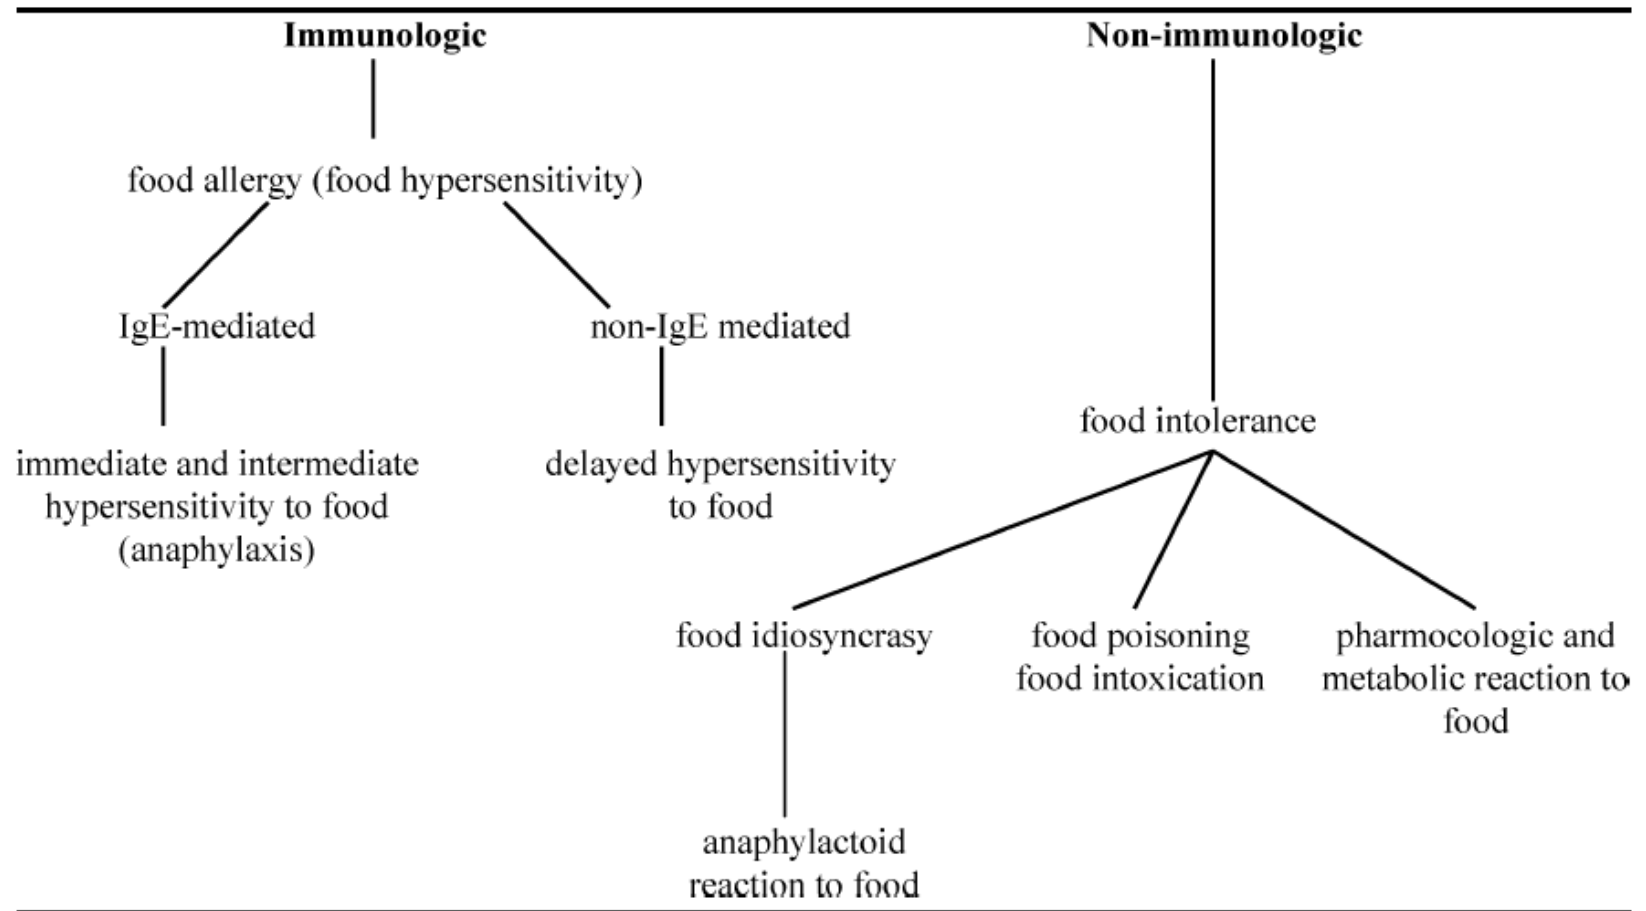 Immunologic
Non-immunologic
food allergy (food hypersensitivity)
IgE-mediated
non-IgE mediated
food intolerance
immediate and intermediate
hypersensitivity to food
(anaphylaxis)
delayed hypersensitivity
to food
food idiosyncrasy
food poisoning
food intoxication
pharmocologic and
metabolic reaction to
food
anaphylactoid
reaction to food